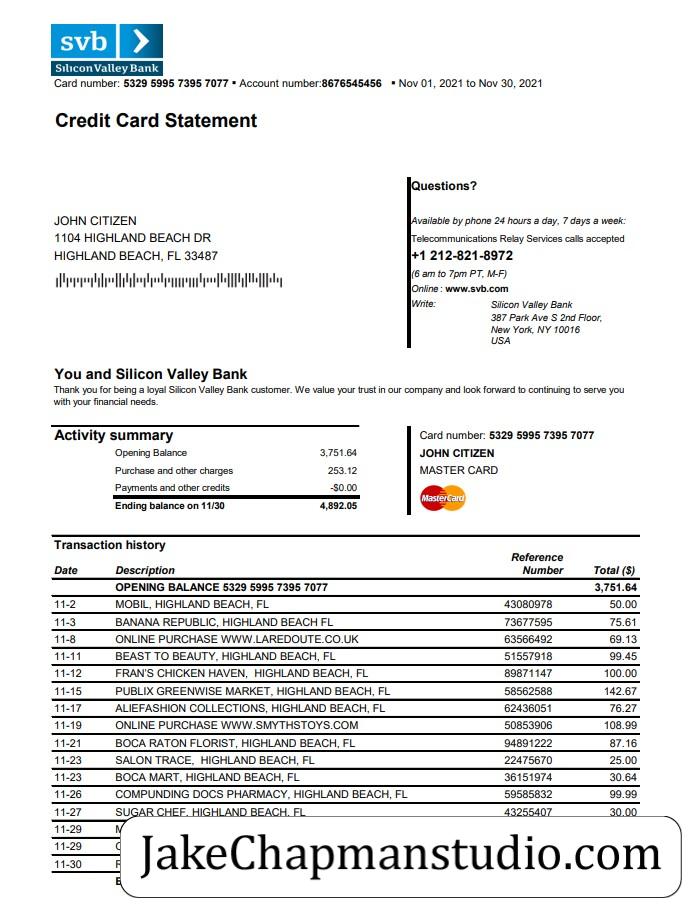 svb
Silicon Valley Bank
Card number: 5329 5995 7395 7077 ▪ Account number:8676545456 ▪ Nov 01, 2021 to Nov 30, 2021
Credit Card Statement
Questions?
Available by phone 24 hours a day, 7 days a week:
Telecommunications Relay Services calls accepted
+1 212-821-8972
(6 am to 7pm PT, M-F)
Online : www.svb.com
Write: Silicon Valley Bank
387 Park Ave S 2nd Floor,
New York, NY 10016
USA
JOHN CITIZEN
1104 HIGHLAND BEACH DR
HIGHLAND BEACH, FL 33487
You and Silicon Valley Bank
Thank you for being a loyal Silicon Valley Bank customer. We value your trust in our company and look forward to continuing to serve you
with your financial needs.
Activity summary
Opening Balance 3,751.64
Purchase and other charges 253.12
Payments and other credits -$0.00
Ending balance on 11/30 4,892.05
Card number: 5329 5995 7395 7077
JOHN CITIZEN
MASTER CARD
MasterCard
Transaction history
Date Description Reference Number Total ($)
OPENING BALANCE 5329 5995 7395 7077 3,751.64
11-2 MOBIL, HIGHLAND BEACH, FL 43080978 50.00
11-3 BANANA REPUBLIC, HIGHLAND BEACH FL 73677595 75.61
11-8 ONLINE PURCHASE WWW.LAREDOUTE.CO.UK 63566492 69.13
11-11 BEAST TO BEAUTY, HIGHLAND BEACH, FL 51557918 99.45
11-12 FRAN'S CHICKEN HAVEN, HIGHLAND BEACH, FL 89871147 100.00
11-15 PUBLIX GREENWISE MARKET, HIGHLAND BEACH, FL 58562588 142.67
11-17 ALIEFASHION COLLECTIONS, HIGHLAND BEACH, FL 62436051 76.27
11-19 ONLINE PURCHASE WWW.SMYTHSTOYS.COM 50853906 108.99
11-21 BOCA RATON FLORIST, HIGHLAND BEACH, FL 94891222 87.16
11-23 SALON TRACE, HIGHLAND BEACH, FL 22475670 25.00
11-23 BOCA MART, HIGHLAND BEACH, FL 36151974 30.64
11-26 COMPUNDING DOCS PHARMACY, HIGHLAND BEACH, FL 59585832 99.99
11-27 SUGAR CHEF, HIGHLAND BEACH, FL 43255407 30.00
11-29
11-29
11-30
JakeChapmanstudio.com